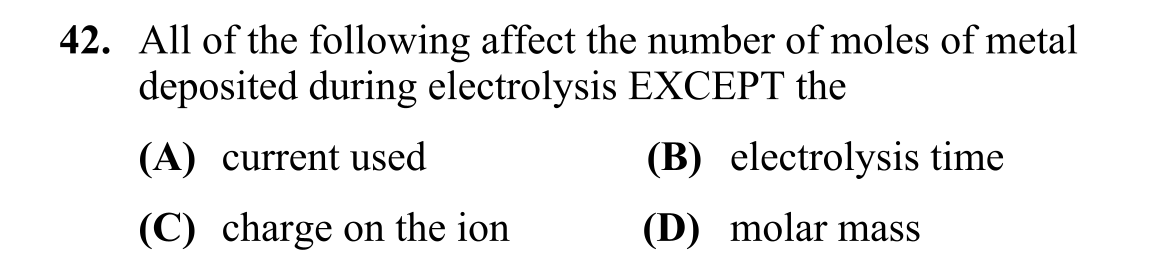 42. All of the following affect the number of moles of metal
deposited during electrolysis EXCEPT the
(A) current used (B) electrolysis time
(C) charge on the ion (D) molar mass